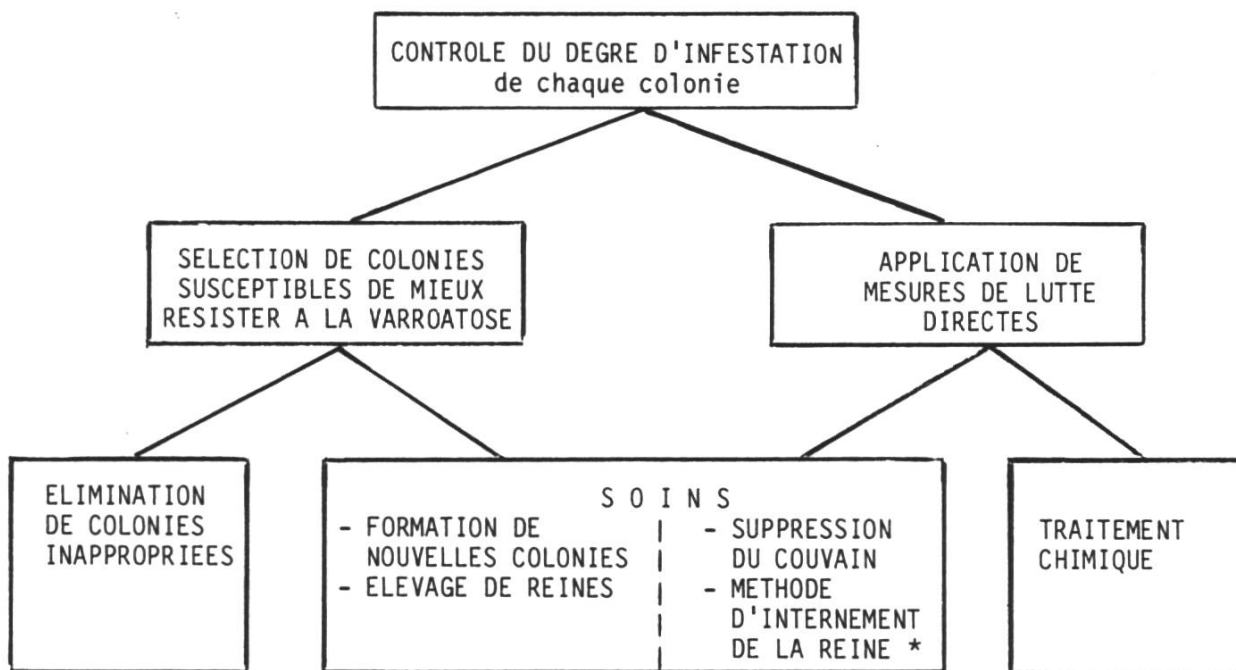 CONTROLE DU DEGRE D'INFESTATION
de chaque colonie
SELECTION DE COLONIES
SUSCEPTIBLES DE MIEUX
RESISTER A LA VARROATOSE
APPLICATION DE
MESURES DE LUTTE
DIRECTES
ELIMINATION
DE COLONIES
INAPPROPRIEES
S O I N S
- FORMATION DE
NOUVELLES COLONIES
- ELEVAGE DE REINES
- SUPPRESSION
DU COUVAIN
- METHODE
D'INTERNEMENT
DE LA REINE *
TRAITEMENT
CHIMIQUE